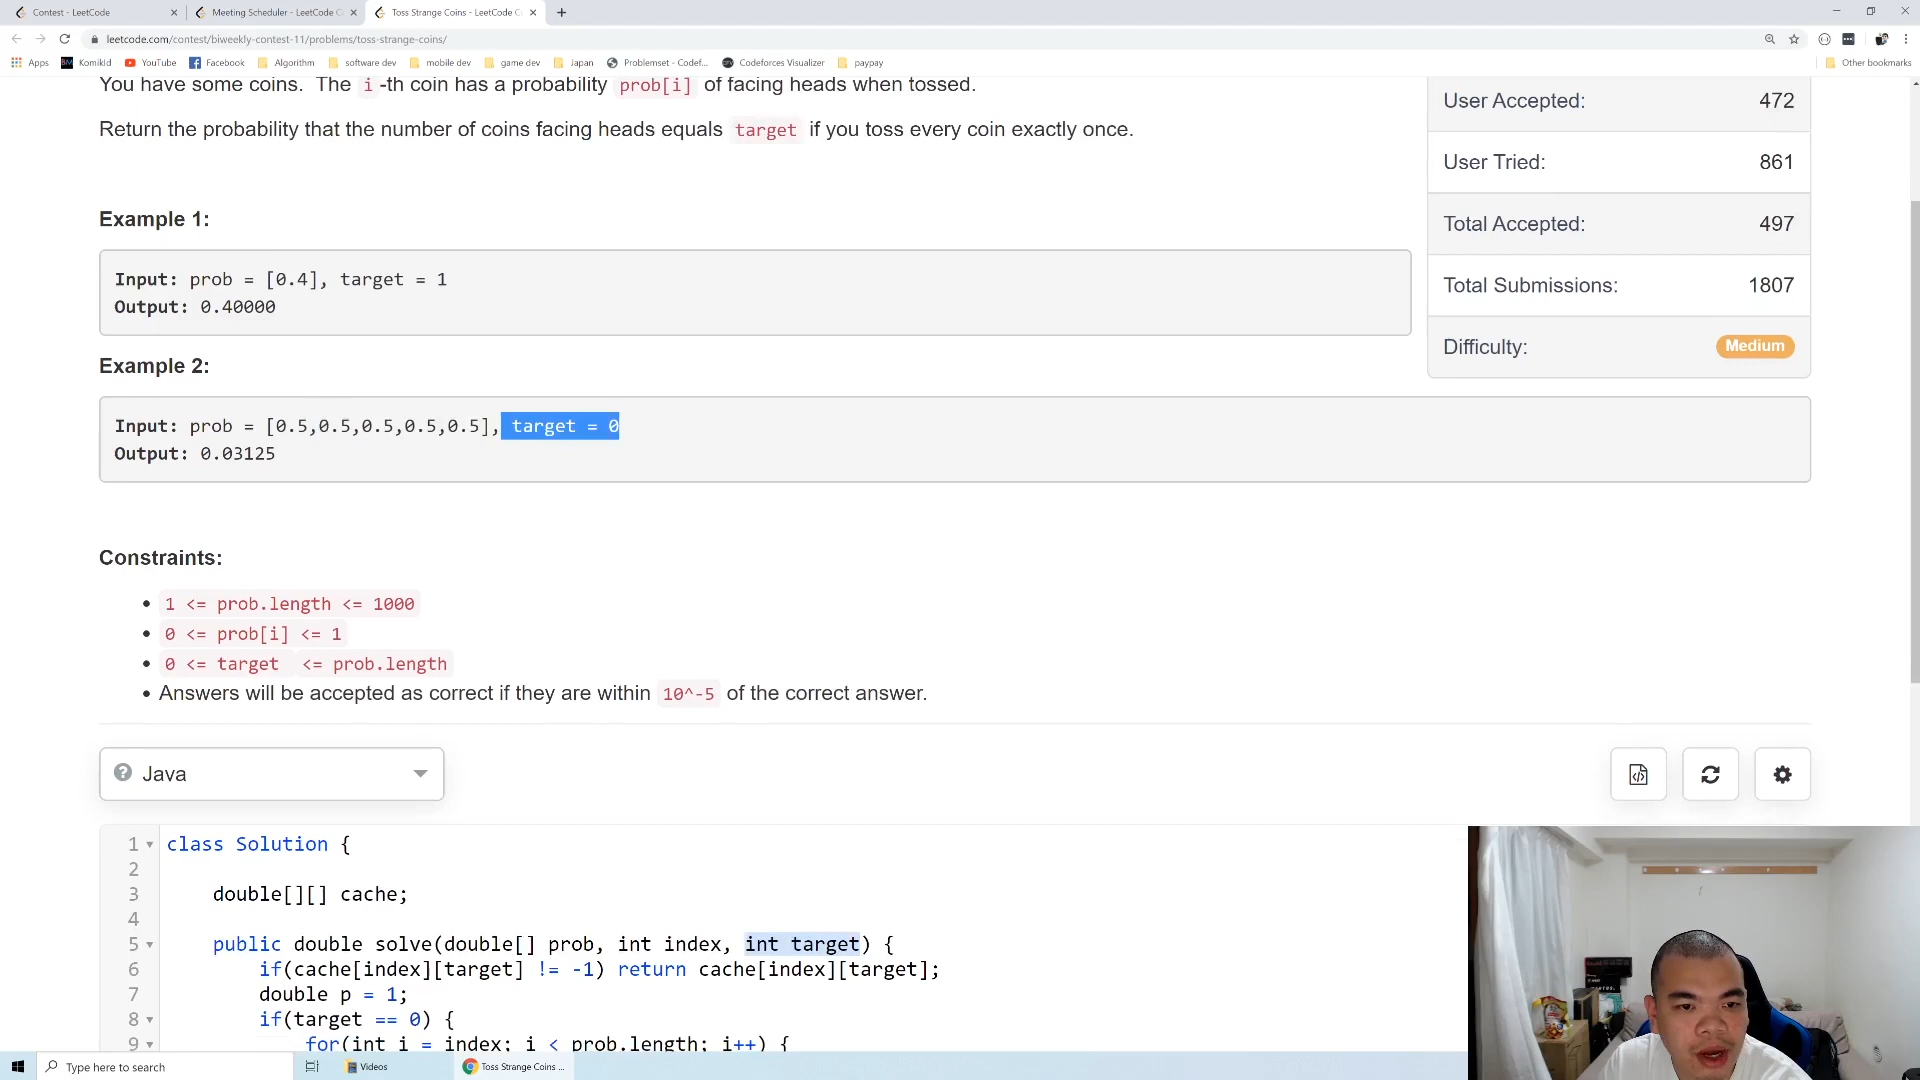 Contest - LeetCode
Meeting Scheduler - LeetCode C
Toss Strange Coins - LeetCode C
leetcode.com/contest/biweekly-contest-11/problems/toss-strange-coins/
Apps Komikid YouTube Facebook Algorithm software dev mobile dev game dev Japan Problemset - Codef... Codeforces Visualizer paypay Other bookmarks
You have some coins. The i -th coin has a probability prob[i] of facing heads when tossed.
Return the probability that the number of coins facing heads equals target if you toss every coin exactly once.
Example 1:
Input: prob = [0.4], target = 1
Output: 0.40000
Example 2:
Input: prob = [0.5,0.5,0.5,0.5,0.5], target = 0
Output: 0.03125
Constraints:
1 <= prob.length <= 1000
0 <= prob[i] <= 1
0 <= target <= prob.length
Answers will be accepted as correct if they are within 10^-5 of the correct answer.
User Accepted: 472
User Tried: 861
Total Accepted: 497
Total Submissions: 1807
Difficulty: Medium
Java
1 class Solution {
2
3 double[][] cache;
4
5 public double solve(double[] prob, int index, int target) {
6 if(cache[index][target] != -1) return cache[index][target];
7 double p = 1;
8 if(target == 0) {
9 for(int i = index; i < prob.length; i++) {
Type here to search
Videos
Toss Strange Coins ...